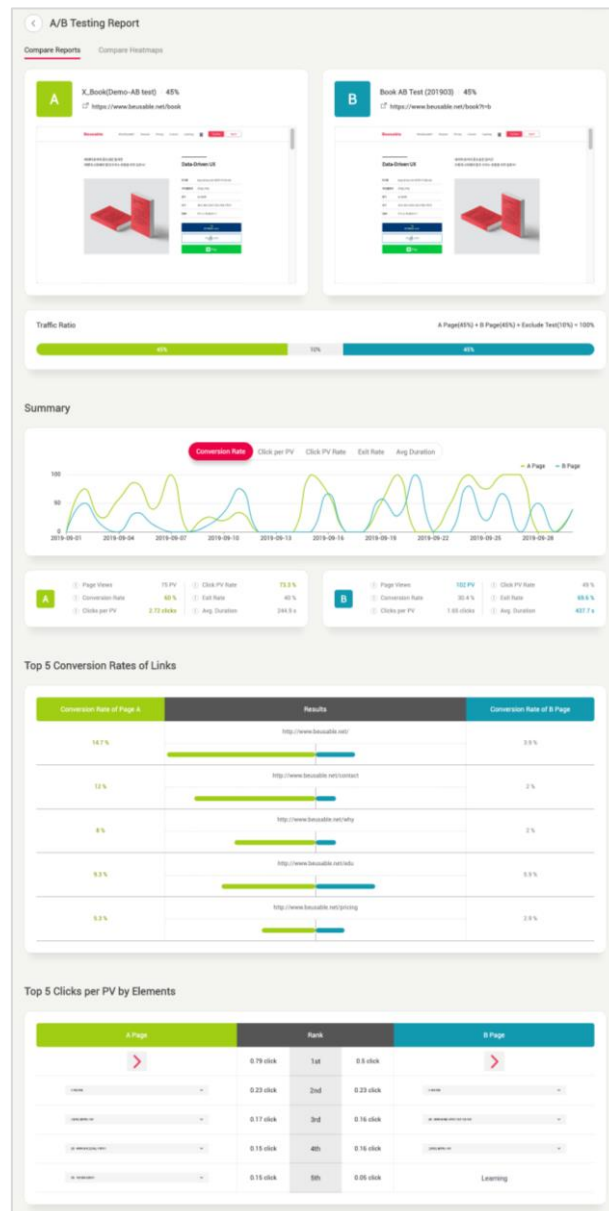 A/B Testing Report
Compare Reports
Compare Heatmaps
A
X_Book(Demo-AB test) 45%
https://www.beusable.net/book
Beusable
Data-Driven UX
B
Book AB Test (201903) 45%
https://www.beusable.net/book?t=b
Beusable
Data-Driven UX
Traffic Ratio
A Page(45%) + B Page(45%) + Exclude Test(10%) = 100%
45% 10% 45%
Summary
Conversion Rate Click per PV Click PV Rate Exit Rate Avg Duration
A Page B Page
100
50
0
2019-09-01 2019-09-04 2019-09-07 2019-09-10 2019-09-13 2019-09-16 2019-09-19 2019-09-22 2019-09-25 2019-09-28
A
Page Views 75 PV Click PV Rate 73.3 %
Conversion Rate 60 % Exit Rate 40 %
Clicks per PV 2.72 clicks Avg. Duration 244.9 s
B
Page Views 102 PV Click PV Rate 49 %
Conversion Rate 30.4 % Exit Rate 69.6 %
Clicks per PV 1.65 clicks Avg. Duration 437.7 s
Top 5 Conversion Rates of Links
Conversion Rate of Page A Results Conversion Rate of B Page
http://www.beusable.net/
14.7 % 3.9 %
http://www.beusable.net/contact
12 % 2 %
http://www.beusable.net/why
8 % 2 %
http://www.beusable.net/edu
9.3 % 5.9 %
http://www.beusable.net/pricing
5.3 % 2.9 %
Top 5 Clicks per PV by Elements
A Page Rank B Page
0.79 click 1st 0.5 click
0.23 click 2nd 0.23 click
0.17 click 3rd 0.16 click
0.15 click 4th 0.16 click
0.15 click 5th 0.05 click Learning